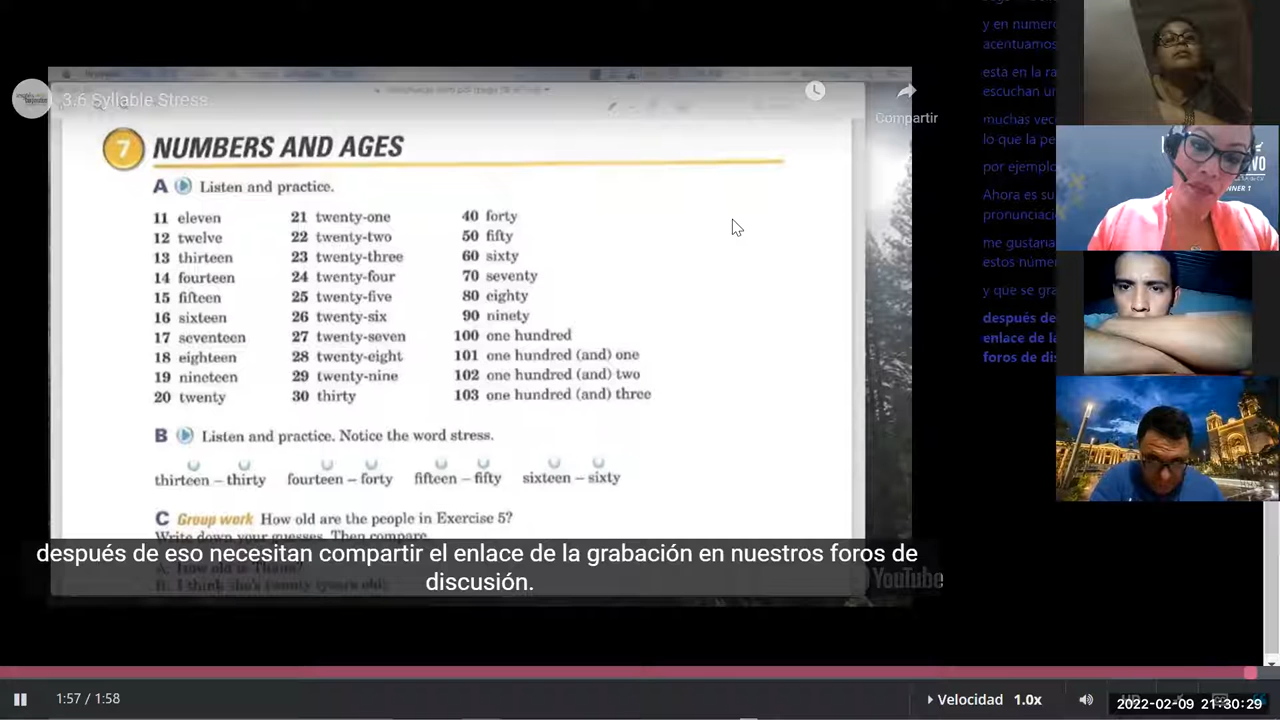 3.6 Syllable Stress
Compartir
7 NUMBERS AND AGES
A Listen and practice.
11 eleven
12 twelve
13 thirteen
14 fourteen
15 fifteen
16 sixteen
17 seventeen
18 eighteen
19 nineteen
20 twenty
21 twenty-one
22 twenty-two
23 twenty-three
24 twenty-four
25 twenty-five
26 twenty-six
27 twenty-seven
28 twenty-eight
29 twenty-nine
30 thirty
40 forty
50 fifty
60 sixty
70 seventy
80 eighty
90 ninety
100 one hundred
101 one hundred (and) one
102 one hundred (and) two
103 one hundred (and) three
B Listen and practice. Notice the word stress.
thirteen – thirty fourteen – forty fifteen – fifty sixteen – sixty
C Group work How old are the people in Exercise 5?
Write down your guesses. Then compare.
después de eso necesitan compartir el enlace de la grabación en nuestros foros de
discusión.
YouTube
y en numero
acentuamos
esta en la ra
escuchan un
muchas vec
lo que la pe
por ejemplo
Ahora es su
pronunciaci
me gustaria
estos núme
y que se gra
después de
enlace de la
foros de dis
1:57 / 1:58
Velocidad 1.0x
2022-02-09 21:30:29